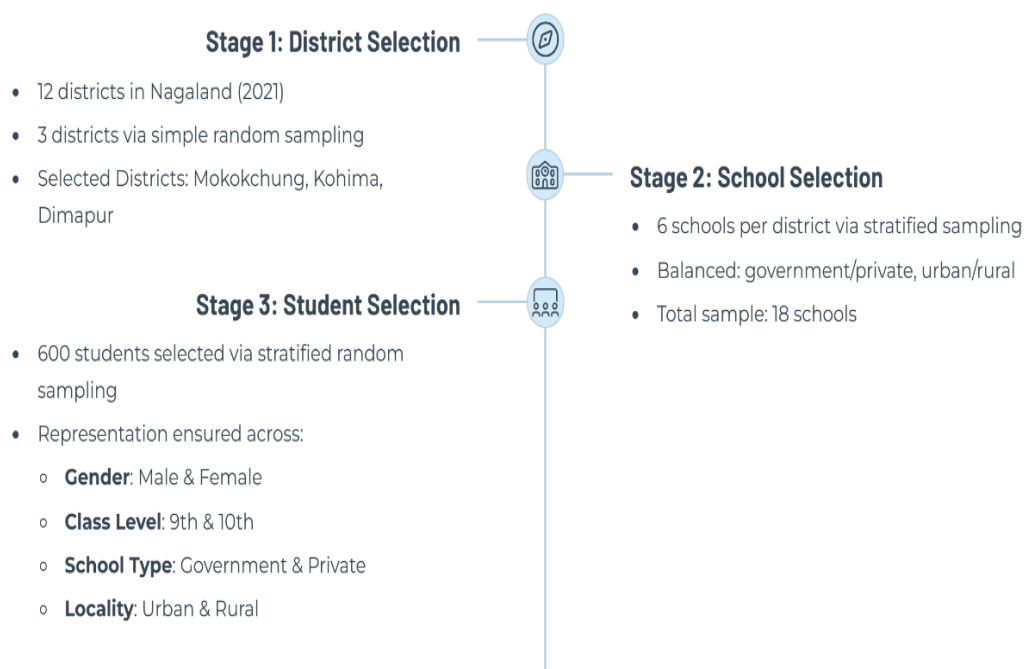 Stage 1: District Selection
• 12 districts in Nagaland (2021)
• 3 districts via simple random sampling
• Selected Districts: Mokokchung, Kohima,
Dimapur
Stage 2: School Selection
• 6 schools per district via stratified sampling
• Balanced: government/private, urban/rural
• Total sample: 18 schools
Stage 3: Student Selection
• 600 students selected via stratified random
sampling
• Representation ensured across:
◦ Gender: Male & Female
◦ Class Level: 9th & 10th
◦ School Type: Government & Private
◦ Locality: Urban & Rural